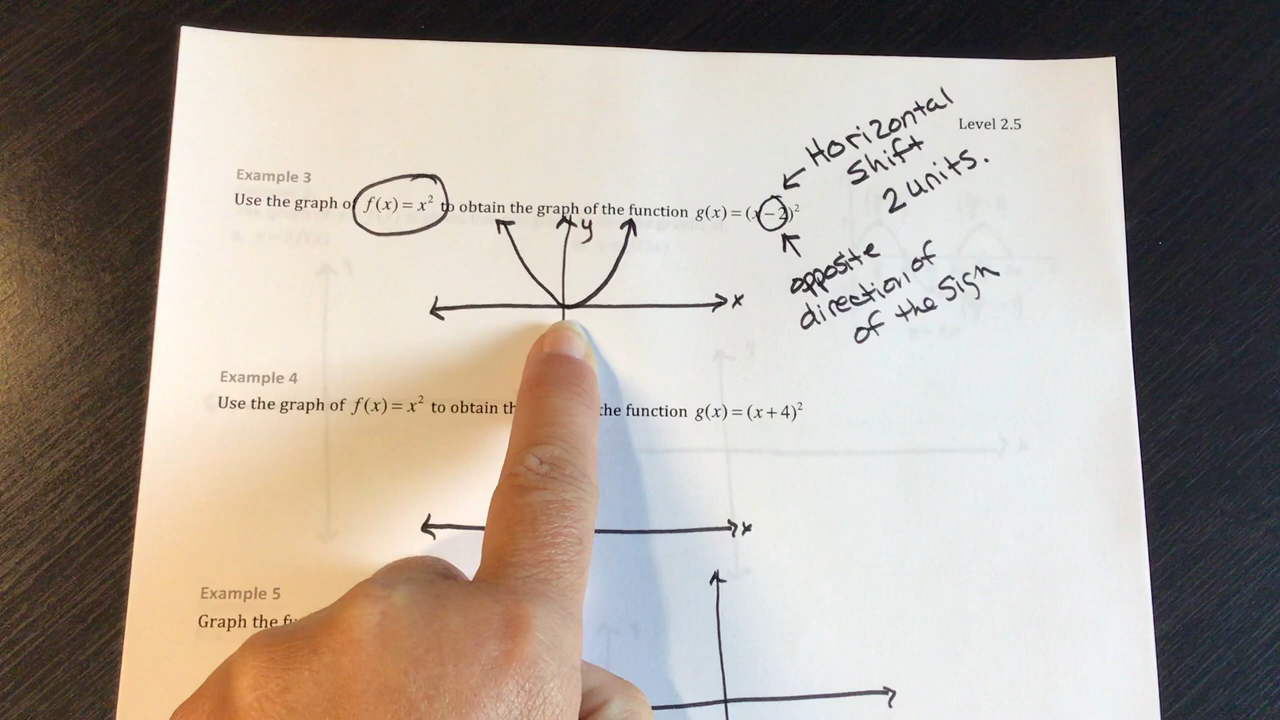 Level 2.5
Horizontal
shift
2 units.
Example 3
Use the graph of f(x) = x² to obtain the graph of the function g(x) = (x − 2)²
y
x
opposite
direction of
of the sign
Example 4
Use the graph of f(x) = x² to obtain the function g(x) = (x + 4)²
x
Example 5
Graph the